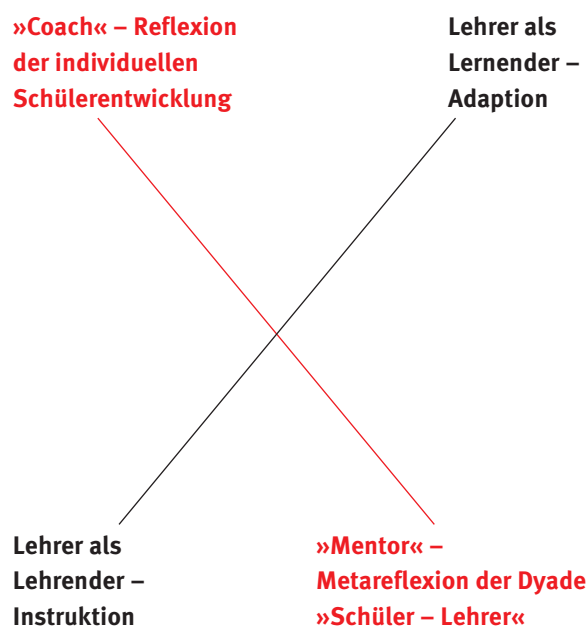 »Coach« – Reflexion
der individuellen
Schülerentwicklung
Lehrer als
Lernender –
Adaption
Lehrer als
Lehrender –
Instruktion
»Mentor« –
Metareflexion der Dyade
»Schüler – Lehrer«